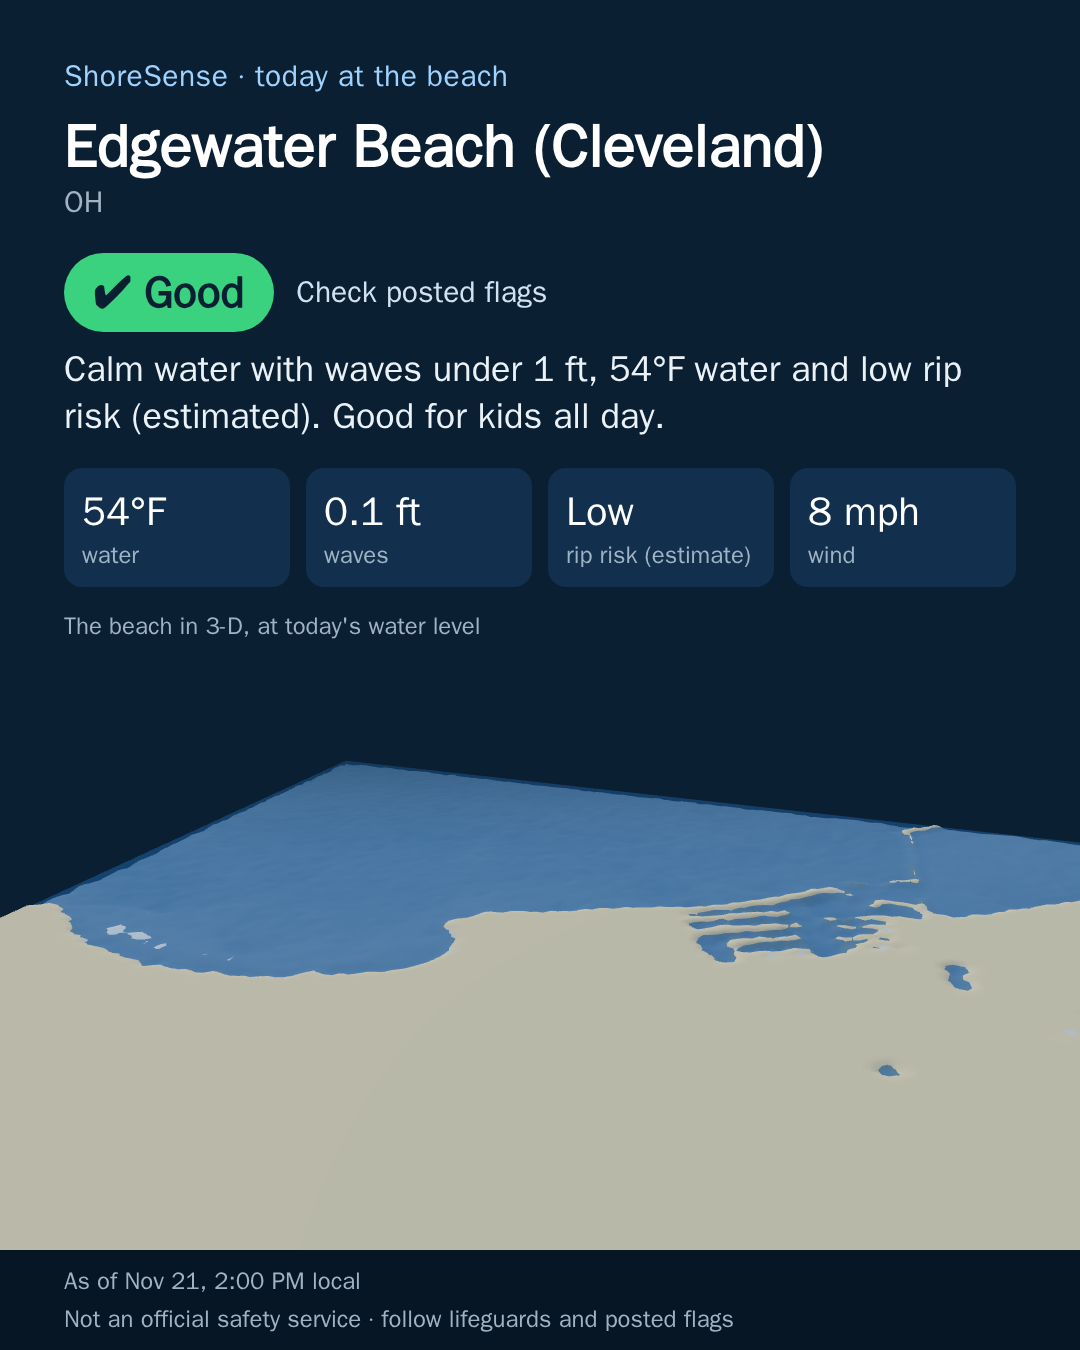 ShoreSense · today at the beach
Edgewater Beach (Cleveland)
OH
✔ Good
Check posted flags
Calm water with waves under 1 ft, 54°F water and low rip
risk (estimated). Good for kids all day.
54°F
water
0.1 ft
waves
Low
rip risk (estimate)
8 mph
wind
The beach in 3-D, at today's water level
As of Nov 21, 2:00 PM local
Not an official safety service · follow lifeguards and posted flags